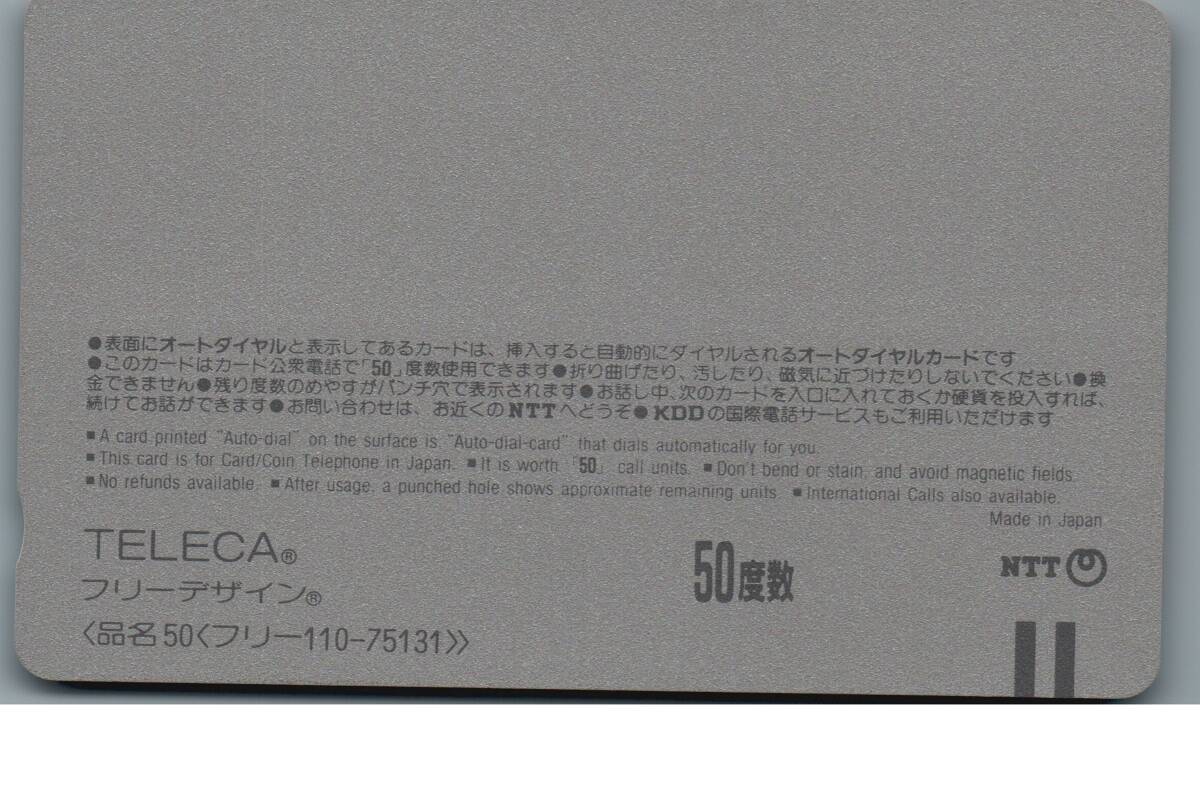 ●表面にオートダイヤルと表示してあるカードは、挿入すると自動的にダイヤルされるオートダイヤルカードです
●このカードはカード公衆電話で「50」度数使用できます●折り曲げたり、汚したり、磁気に近づけたりしないでください●換
金できません●残り度数のめやすがパンチ穴で表示されます●お話し中、次のカードを入口に入れておくか硬貨を投入すれば、
続けてお話ができます●お問い合わせは、お近くのNTTへどうぞ●KDDの国際電話サービスもご利用いただけます
■A card printed "Auto-dial" on the surface is "Auto-dial-card" that dials automatically for you.
■This card is for Card/Coin Telephone in Japan. ■It is worth「50」call units. ■Don't bend or stain, and avoid magnetic fields.
■No refunds available. ■After usage, a punched hole shows approximate remaining units. ■International Calls also available.
Made in Japan
TELECA®
フリーデザイン®
〈品名50〈フリー110-75131〉〉
50度数
NTT